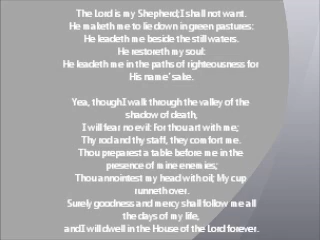 The Lord is my Shepherd; I shall not want.
He maketh me to lie down in green pastures:
He leadeth me beside the still waters.
He restoreth my soul:
He leadeth me in the paths of righteousness for
His name' sake.
Yea, though I walk through the valley of the
shadow of death,
I will fear no evil: For thou art with me;
Thy rod and thy staff, they comfort me.
Thou preparest a table before me in the
presence of mine enemies;
Thou annointest my head with oil; My cup
runneth over.
Surely goodness and mercy shall follow me all
the days of my life,
and I will dwell in the House of the Lord forever.